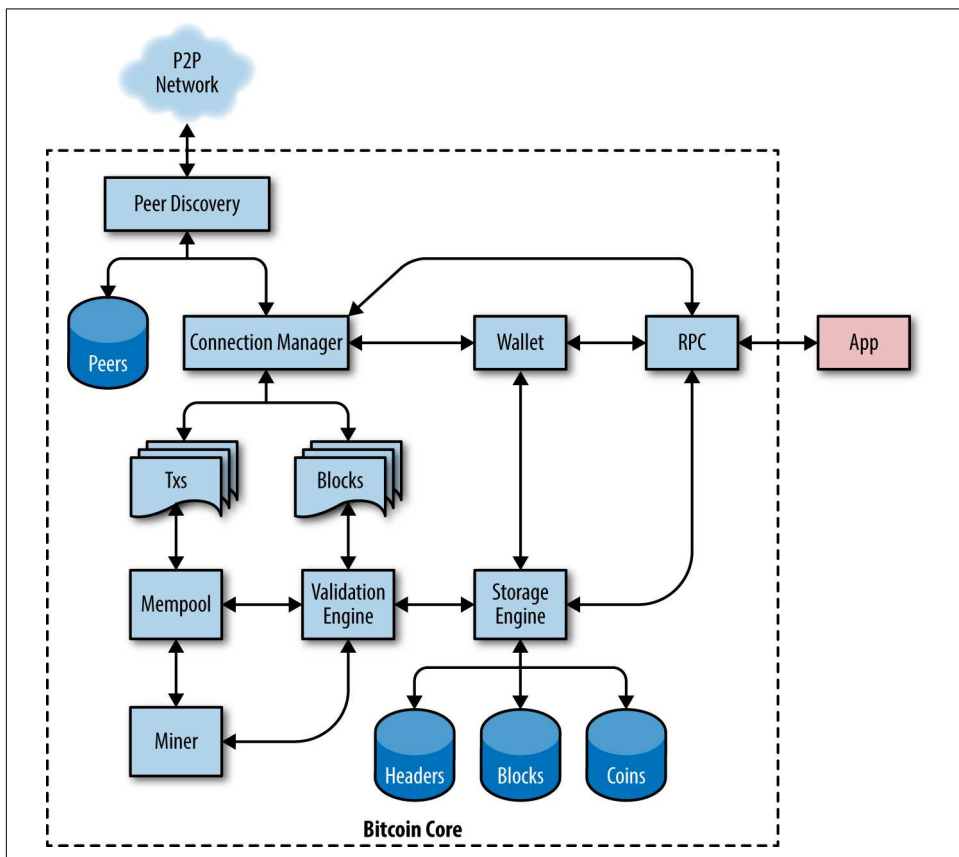 P2P
Network
Peer Discovery
Peers
Connection Manager
Wallet
RPC
App
Txs
Blocks
Mempool
Validation
Engine
Storage
Engine
Miner
Headers
Blocks
Coins
Bitcoin Core